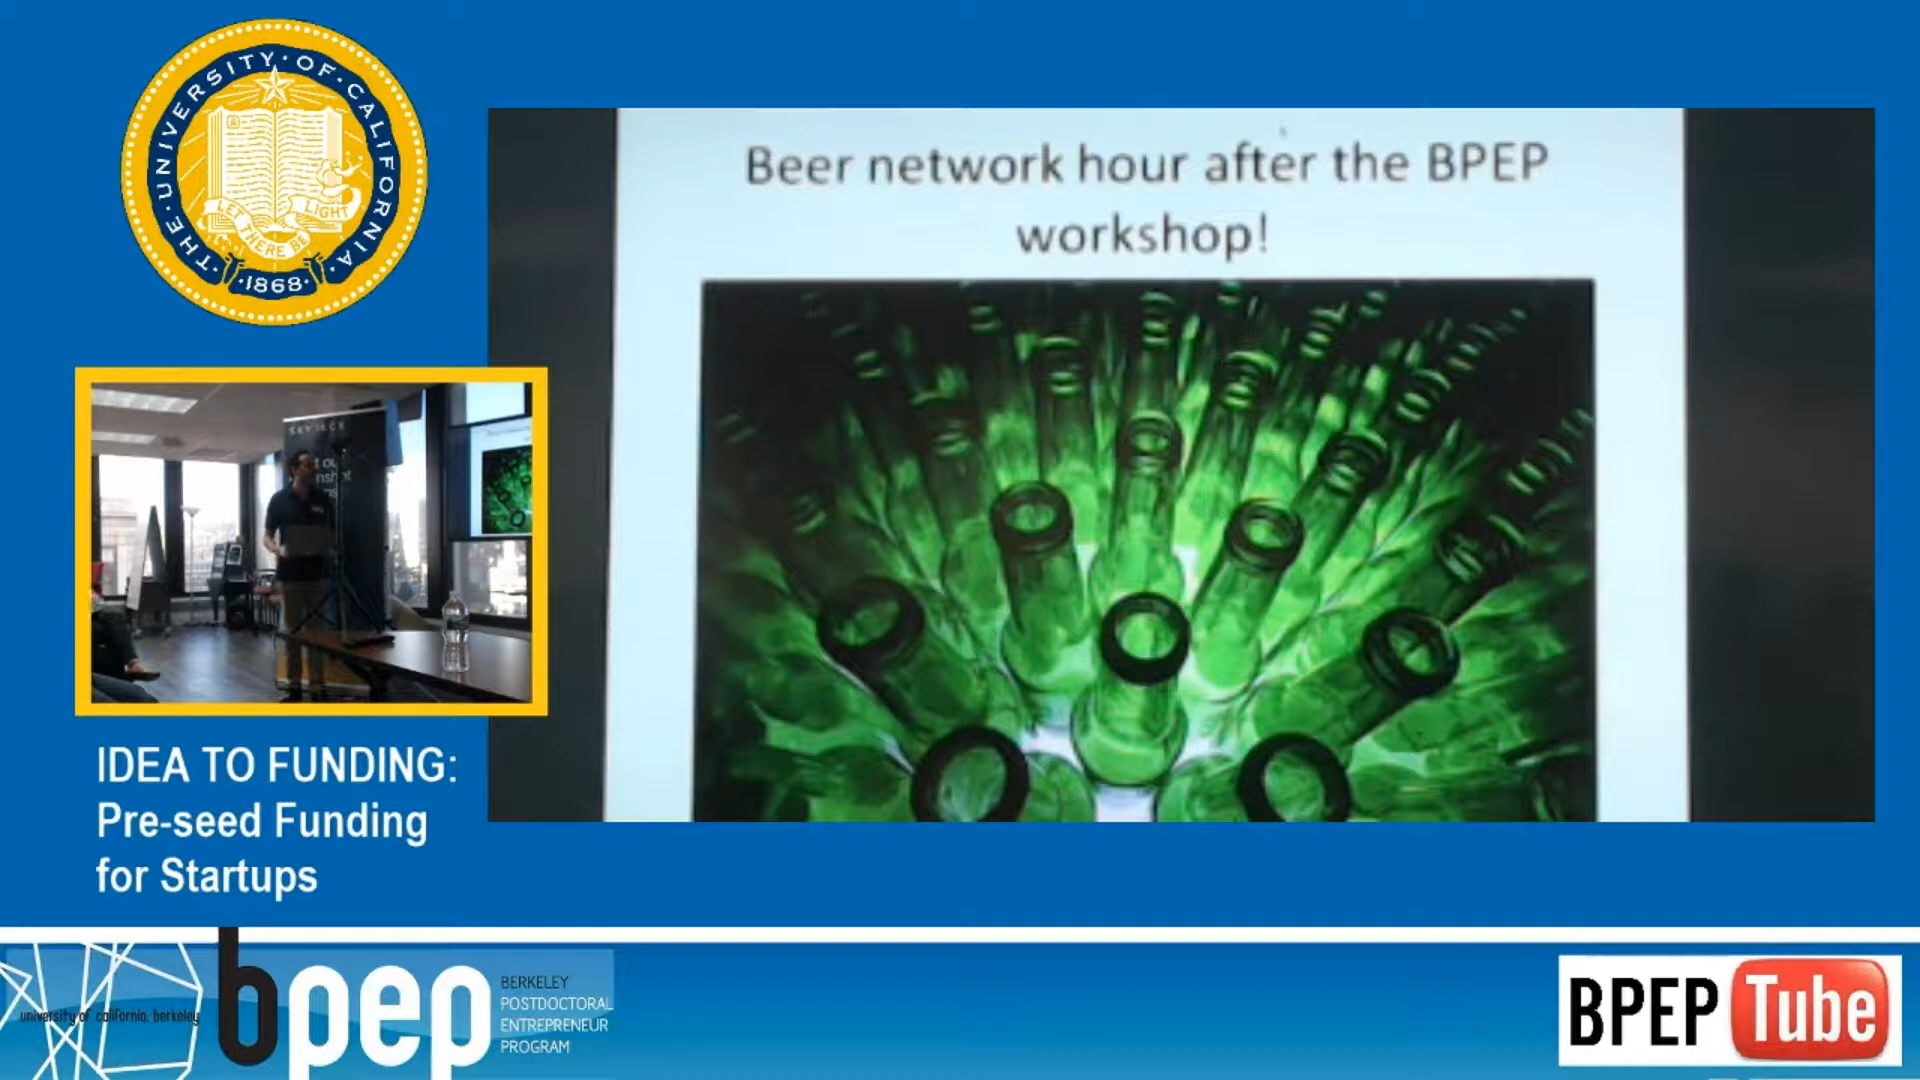 THE·UNIVERSITY·OF·CALIFORNIA·
LET THERE BE LIGHT
·1868·
Beer network hour after the BPEP
workshop!
IDEA TO FUNDING:
Pre-seed Funding
for Startups
university of california. berkeley
bpep
BERKELEY
POSTDOCTORAL
ENTREPRENEUR
PROGRAM
BPEP Tube